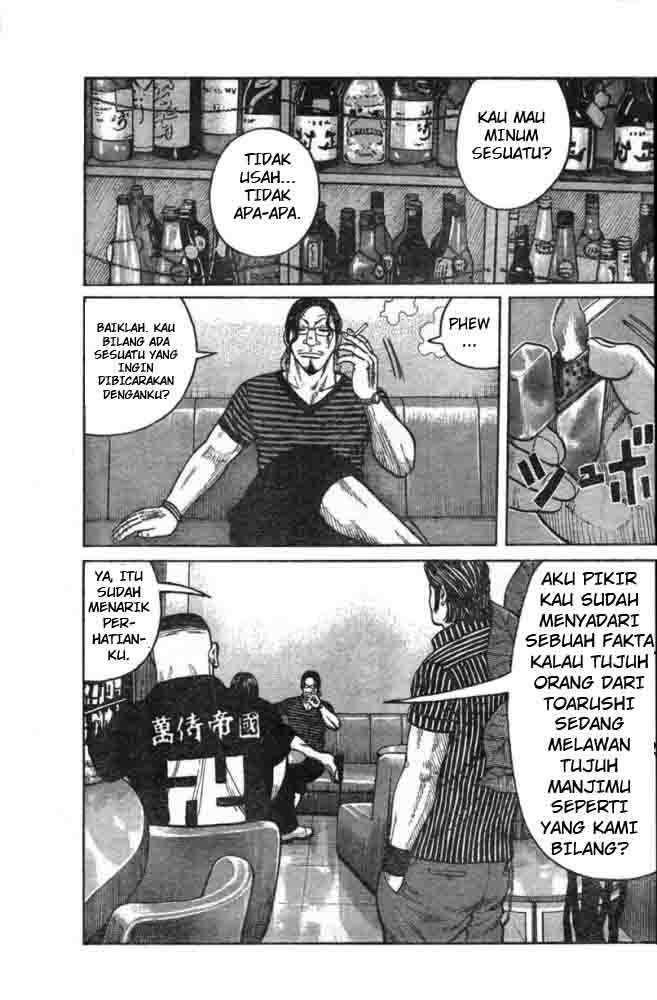 KAU MAU
MINUM
SESUATU?
TIDAK
USAH...
TIDAK
APA-APA.
PHEW
...
BAIKLAH. KAU
BILANG ADA
SESUATU YANG
INGIN
DIBICARAKAN
DENGANKU?
シュボ
AKU PIKIR
KAU SUDAH
MENYADARI
SEBUAH FAKTA
KALAU TUJUH
ORANG DARI
TOARUSHI
SEDANG
MELAWAN
TUJUH
MANJIMU
SEPERTI
YANG KAMI
BILANG?
YA, ITU
SUDAH
MENARIK
PER-
HATIAN-
KU.
萬侍帝國
卍